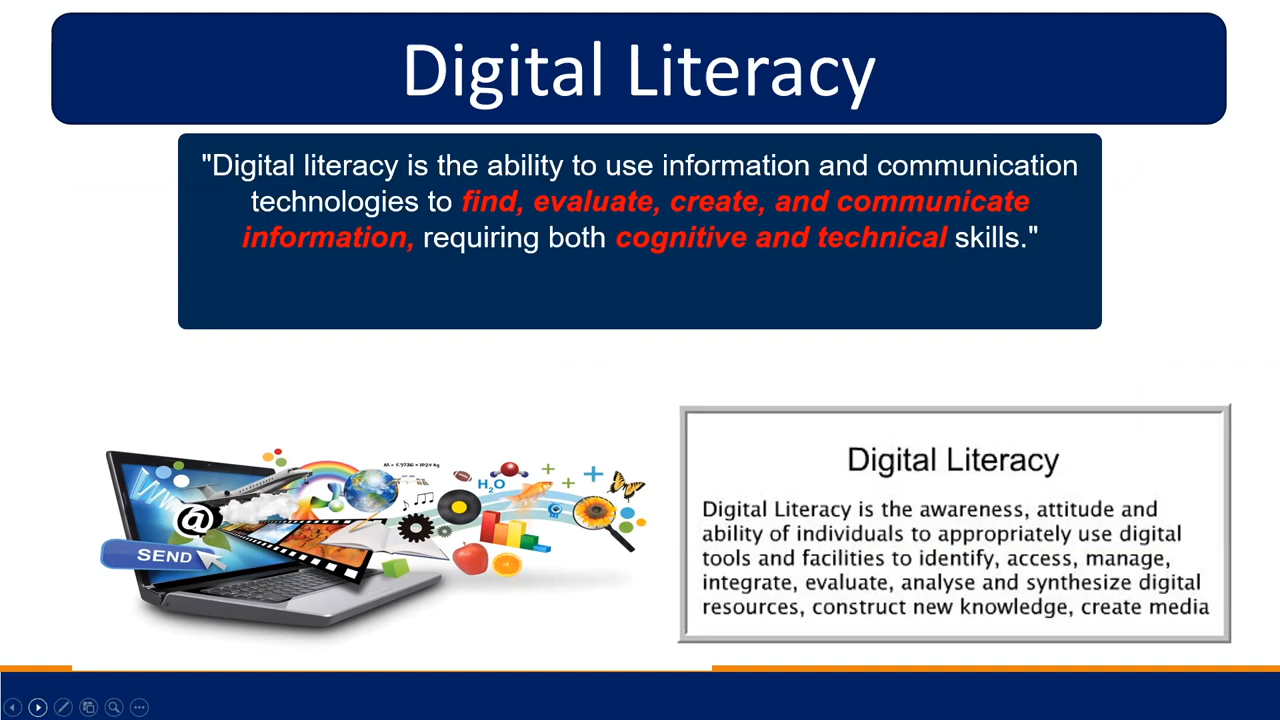 Digital Literacy
"Digital literacy is the ability to use information and communication
technologies to find, evaluate, create, and communicate
information, requiring both cognitive and technical skills."
WWW
@
SEND
H₂O
Digital Literacy
Digital Literacy is the awareness, attitude and
ability of individuals to appropriately use digital
tools and facilities to identify, access, manage,
integrate, evaluate, analyse and synthesize digital
resources, construct new knowledge, create media